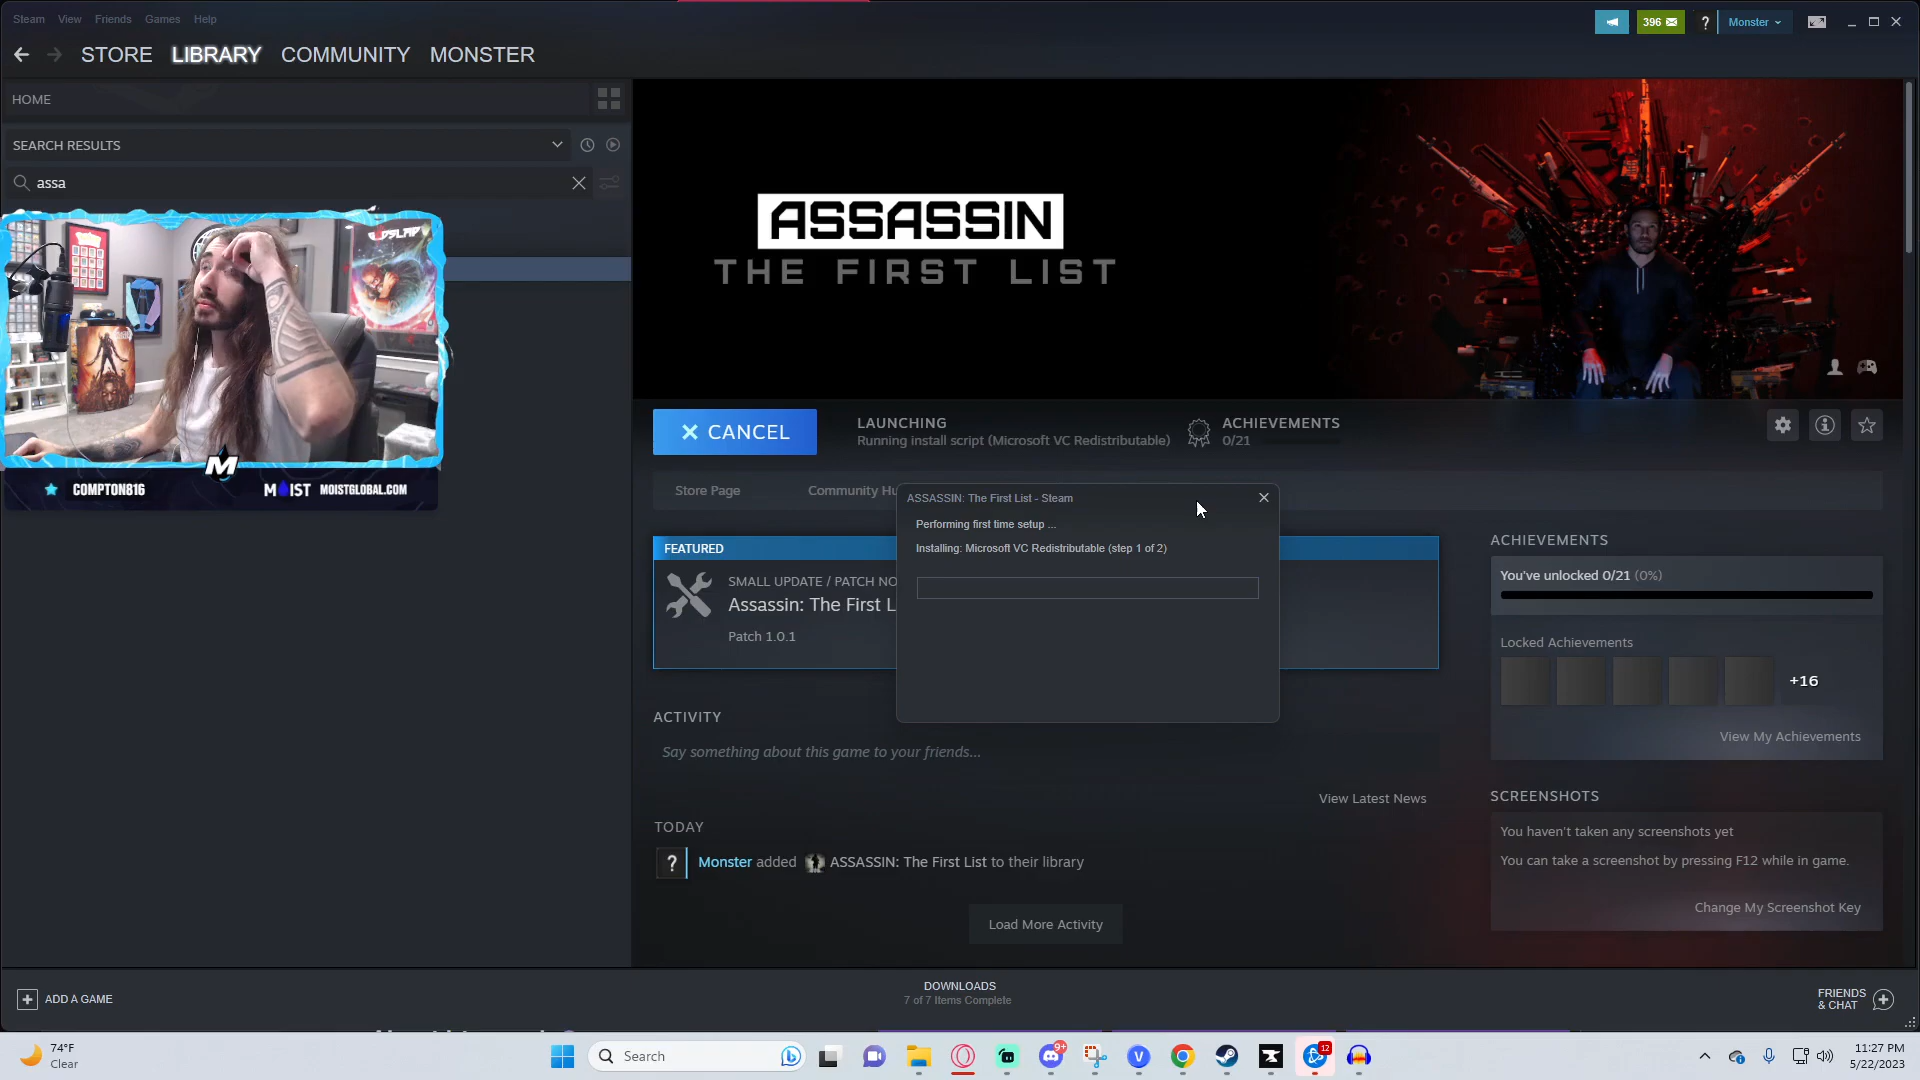 Steam View Friends Games Help
396
?
Monster
STORE LIBRARY COMMUNITY MONSTER
HOME
SEARCH RESULTS
assa
ASSASSIN
THE FIRST LIST
COMPTON816
M IST MOISTGLOBAL.COM
CANCEL
LAUNCHING
Running install script (Microsoft VC Redistributable)
ACHIEVEMENTS
0/21
Store Page
Community Hu
ASSASSIN: The First List - Steam
Performing first time setup ...
Installing: Microsoft VC Redistributable (step 1 of 2)
FEATURED
SMALL UPDATE / PATCH NO
Assassin: The First L
Patch 1.0.1
ACHIEVEMENTS
You've unlocked 0/21 (0%)
Locked Achievements
+16
View My Achievements
ACTIVITY
Say something about this game to your friends...
View Latest News
SCREENSHOTS
You haven't taken any screenshots yet
You can take a screenshot by pressing F12 while in game.
Change My Screenshot Key
TODAY
? Monster added ASSASSIN: The First List to their library
Load More Activity
ADD A GAME
DOWNLOADS
7 of 7 Items Complete
FRIENDS
& CHAT
74°F
Clear
Search
9+
12
11:27 PM
5/22/2023